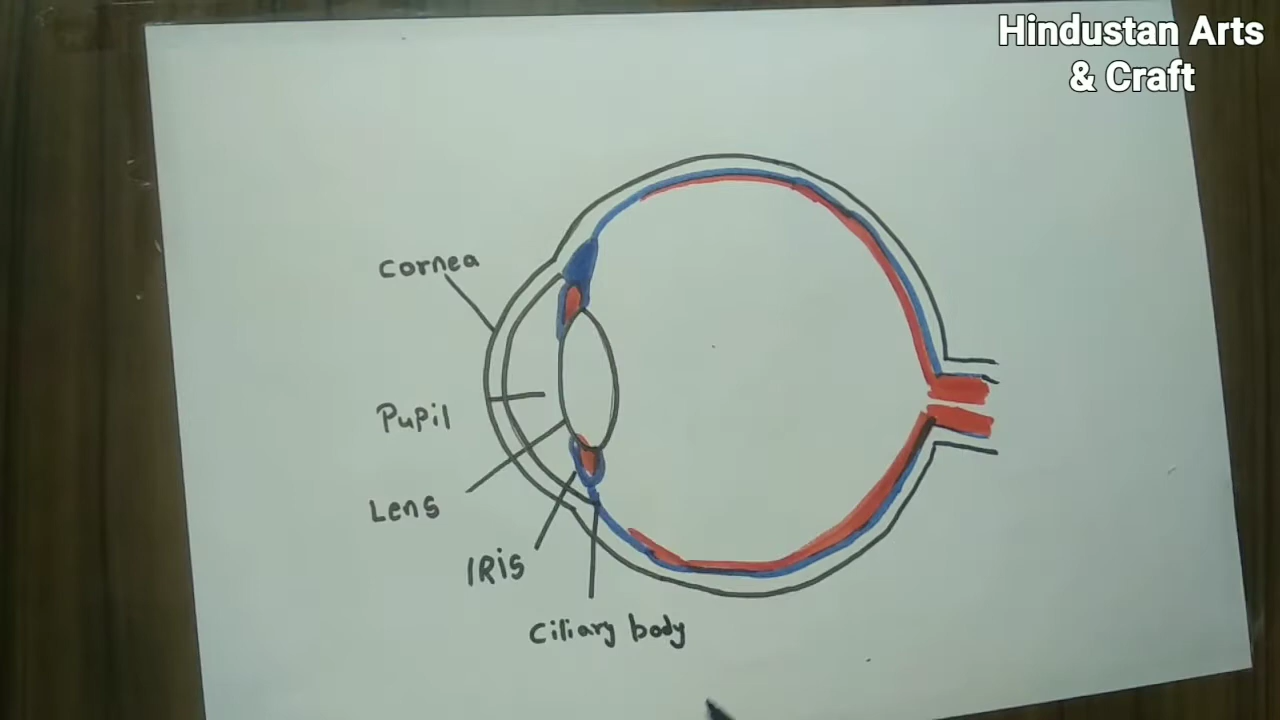 Hindustan Arts
& Craft
Cornea
Pupil
Lens
IRis
Ciliary body